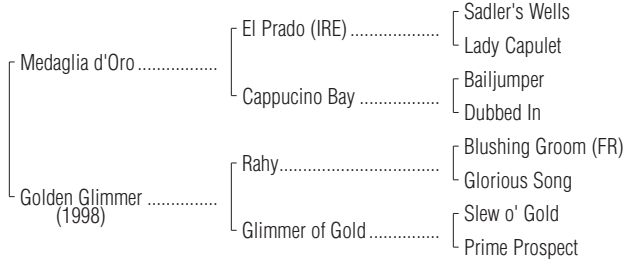 Sadler's Wells
El Prado (IRE) ....................
Lady Capulet
Medaglia d'Oro ................
Bailjumper
Cappucino Bay .................
Dubbed In
Blushing Groom (FR)
Rahy..................................
Glorious Song
Golden Glimmer ..............
(1998)
Slew o' Gold
Glimmer of Gold ...............
Prime Prospect